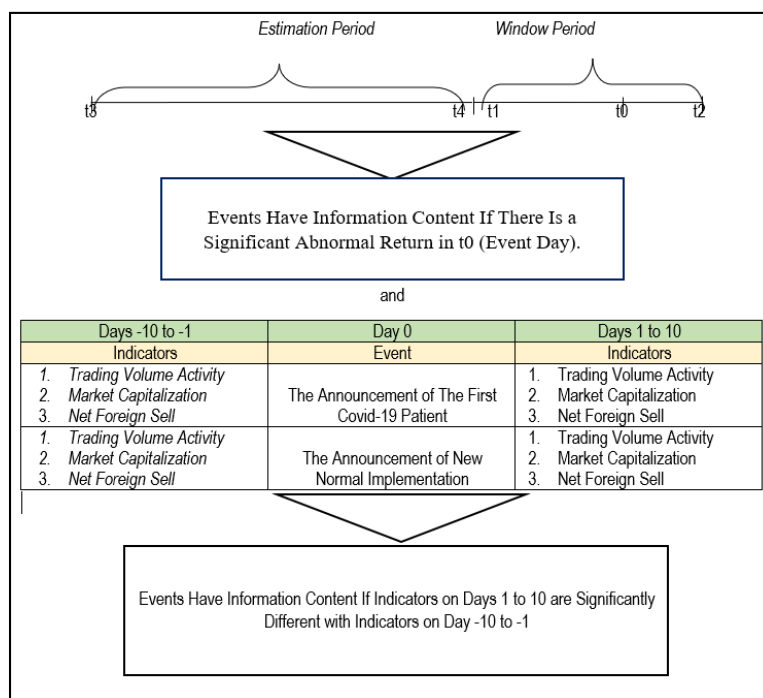 Estimation Period Window Period
t3 t4 t1 t0 t2
Events Have Information Content If There Is a
Significant Abnormal Return in t0 (Event Day).
and
Days -10 to -1 Day 0 Days 1 to 10
Indicators Event Indicators
1. Trading Volume Activity
2. Market Capitalization
3. Net Foreign Sell
The Announcement of The First
Covid-19 Patient
1. Trading Volume Activity
2. Market Capitalization
3. Net Foreign Sell
1. Trading Volume Activity
2. Market Capitalization
3. Net Foreign Sell
The Announcement of New
Normal Implementation
1. Trading Volume Activity
2. Market Capitalization
3. Net Foreign Sell
Events Have Information Content If Indicators on Days 1 to 10 are Significantly
Different with Indicators on Day -10 to -1